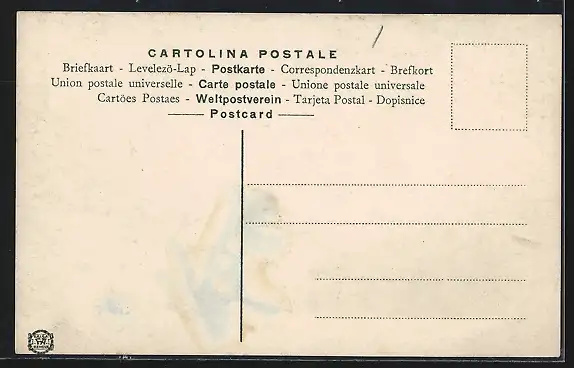 CARTOLINA POSTALE
Briefkaart - Levelezö-Lap - Postkarte - Correspondenzkart - Brefkort
Union postale universelle - Carte postale - Unione postale universale
Cartöes Postaes - Weltpostverein - Tarjeta Postal - Dopisnice
Postcard